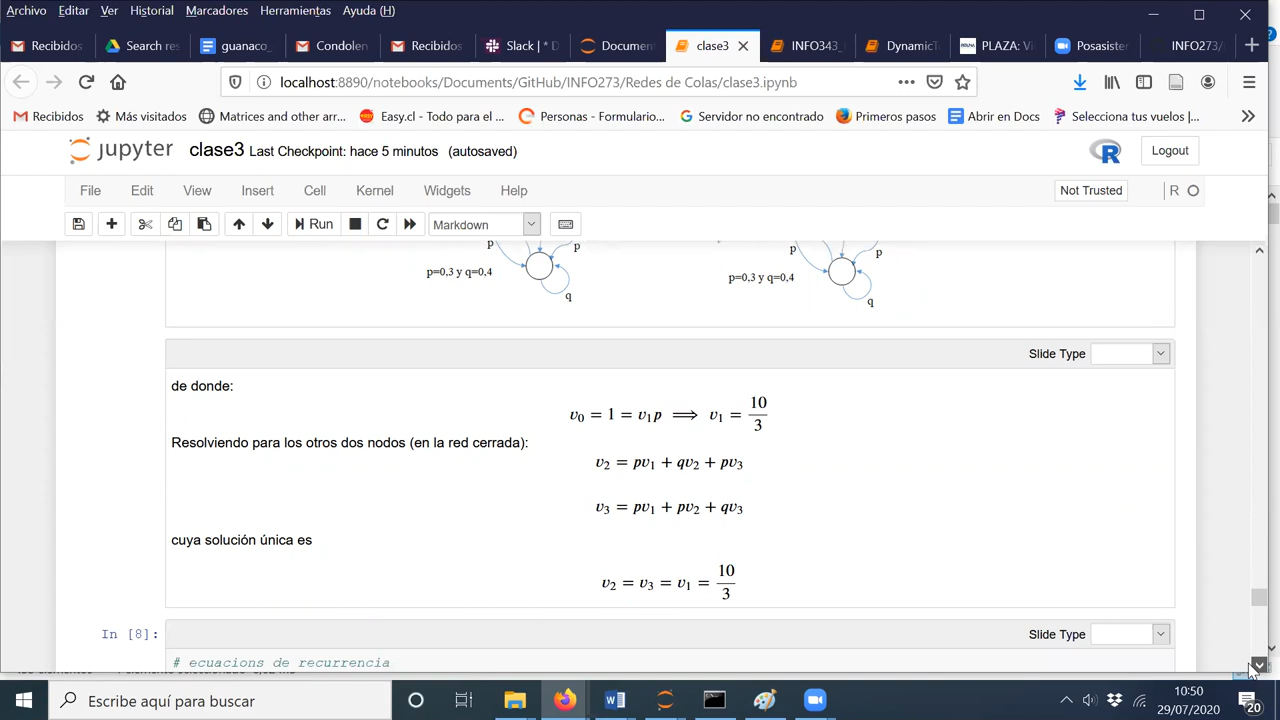 Archivo Editar Ver Historial Marcadores Herramientas Ayuda (H)
Recibidos Search res guanaco_ Condolen Recibidos Slack | * D Document clase3 INFO343_ DynamicTa PLAZA: Vi Posasister INFO273/
localhost:8890/notebooks/Documents/GitHub/INFO273/Redes de Colas/clase3.ipynb
Recibidos Más visitados Matrices and other arr... Easy.cl - Todo para el ... Personas - Formulario... Servidor no encontrado Primeros pasos Abrir en Docs Selecciona tus vuelos |...
jupyter clase3 Last Checkpoint: hace 5 minutos (autosaved) R Logout
File Edit View Insert Cell Kernel Widgets Help Not Trusted R
Run Markdown
p p p p
p=0,3 y q=0,4 p=0,3 y q=0,4
q q
Slide Type
de donde:
v₀ = 1 = v₁p ⟹ v₁ = 10/3
Resolviendo para los otros dos nodos (en la red cerrada):
v₂ = pv₁ + qv₂ + pv₃
v₃ = pv₁ + pv₂ + qv₃
cuya solución única es
v₂ = v₃ = v₁ = 10/3
In [8]: Slide Type
# ecuacions de recurrencia
Escribe aquí para buscar
10:50
29/07/2020
20